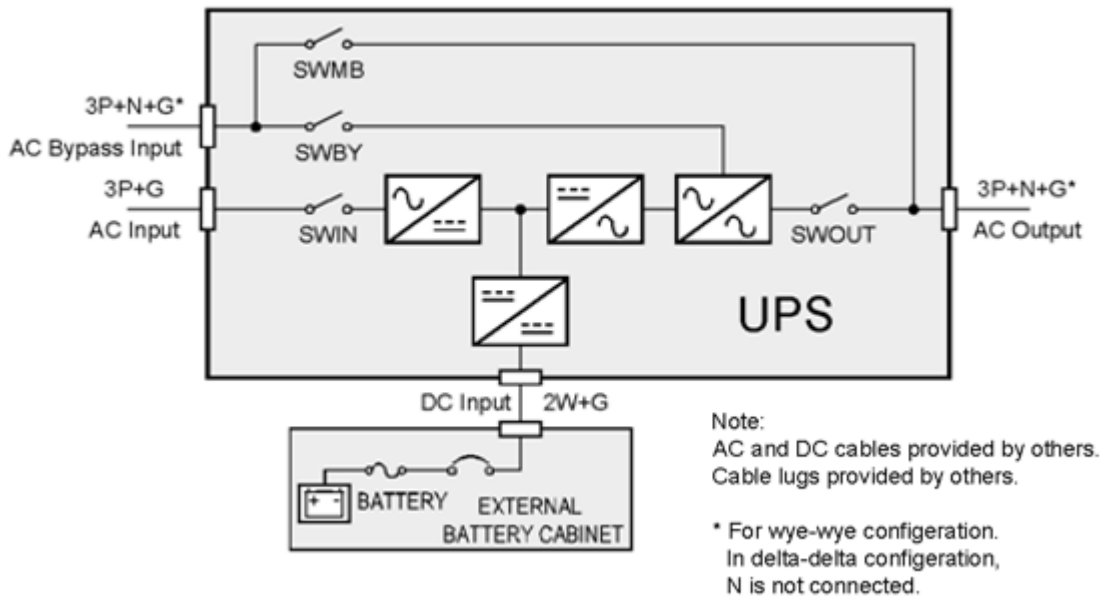 SWMB
3P+N+G*
AC Bypass Input
SWBY
3P+G
AC Input
SWIN
SWOUT
3P+N+G*
AC Output
UPS
DC Input
2W+G
+ -
BATTERY
EXTERNAL
BATTERY CABINET
Note:
AC and DC cables provided by others.
Cable lugs provided by others.
* For wye-wye configeration.
In delta-delta configeration,
N is not connected.